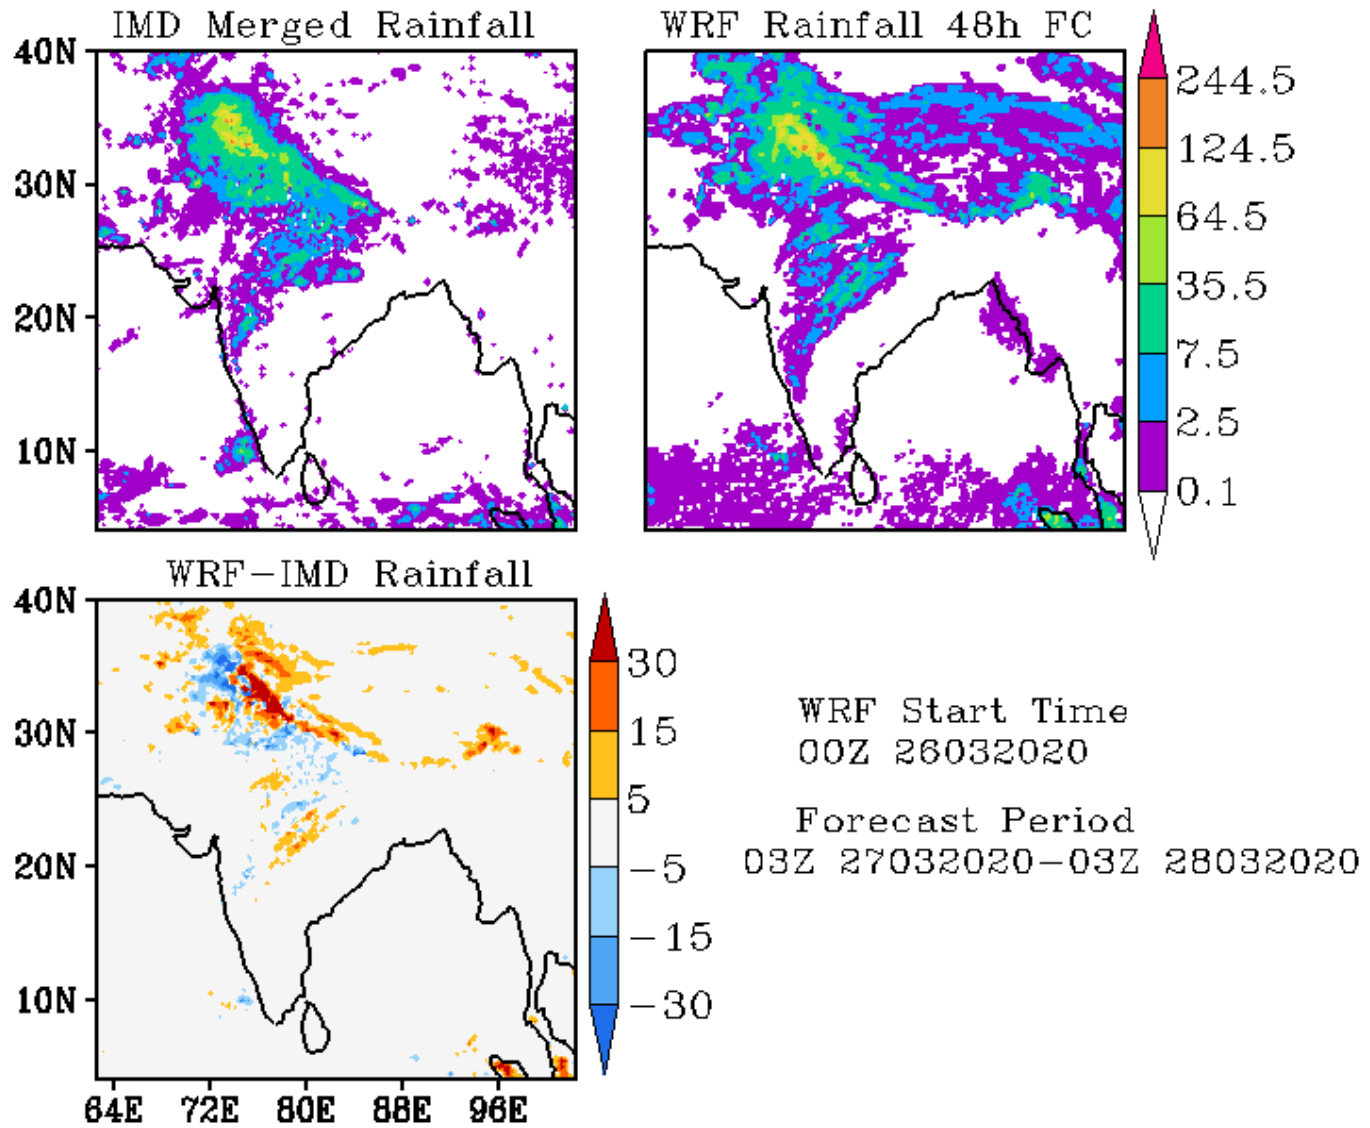 IMD Merged Rainfall
WRF Rainfall 48h FC
40N
30N
20N
10N
244.5
124.5
64.5
35.5
7.5
2.5
0.1
WRF-IMD Rainfall
40N
30N
20N
10N
64E 72E 80E 88E 96E
30
15
5
-5
-15
-30
WRF Start Time
00Z 26032020
Forecast Period
03Z 27032020-03Z 28032020